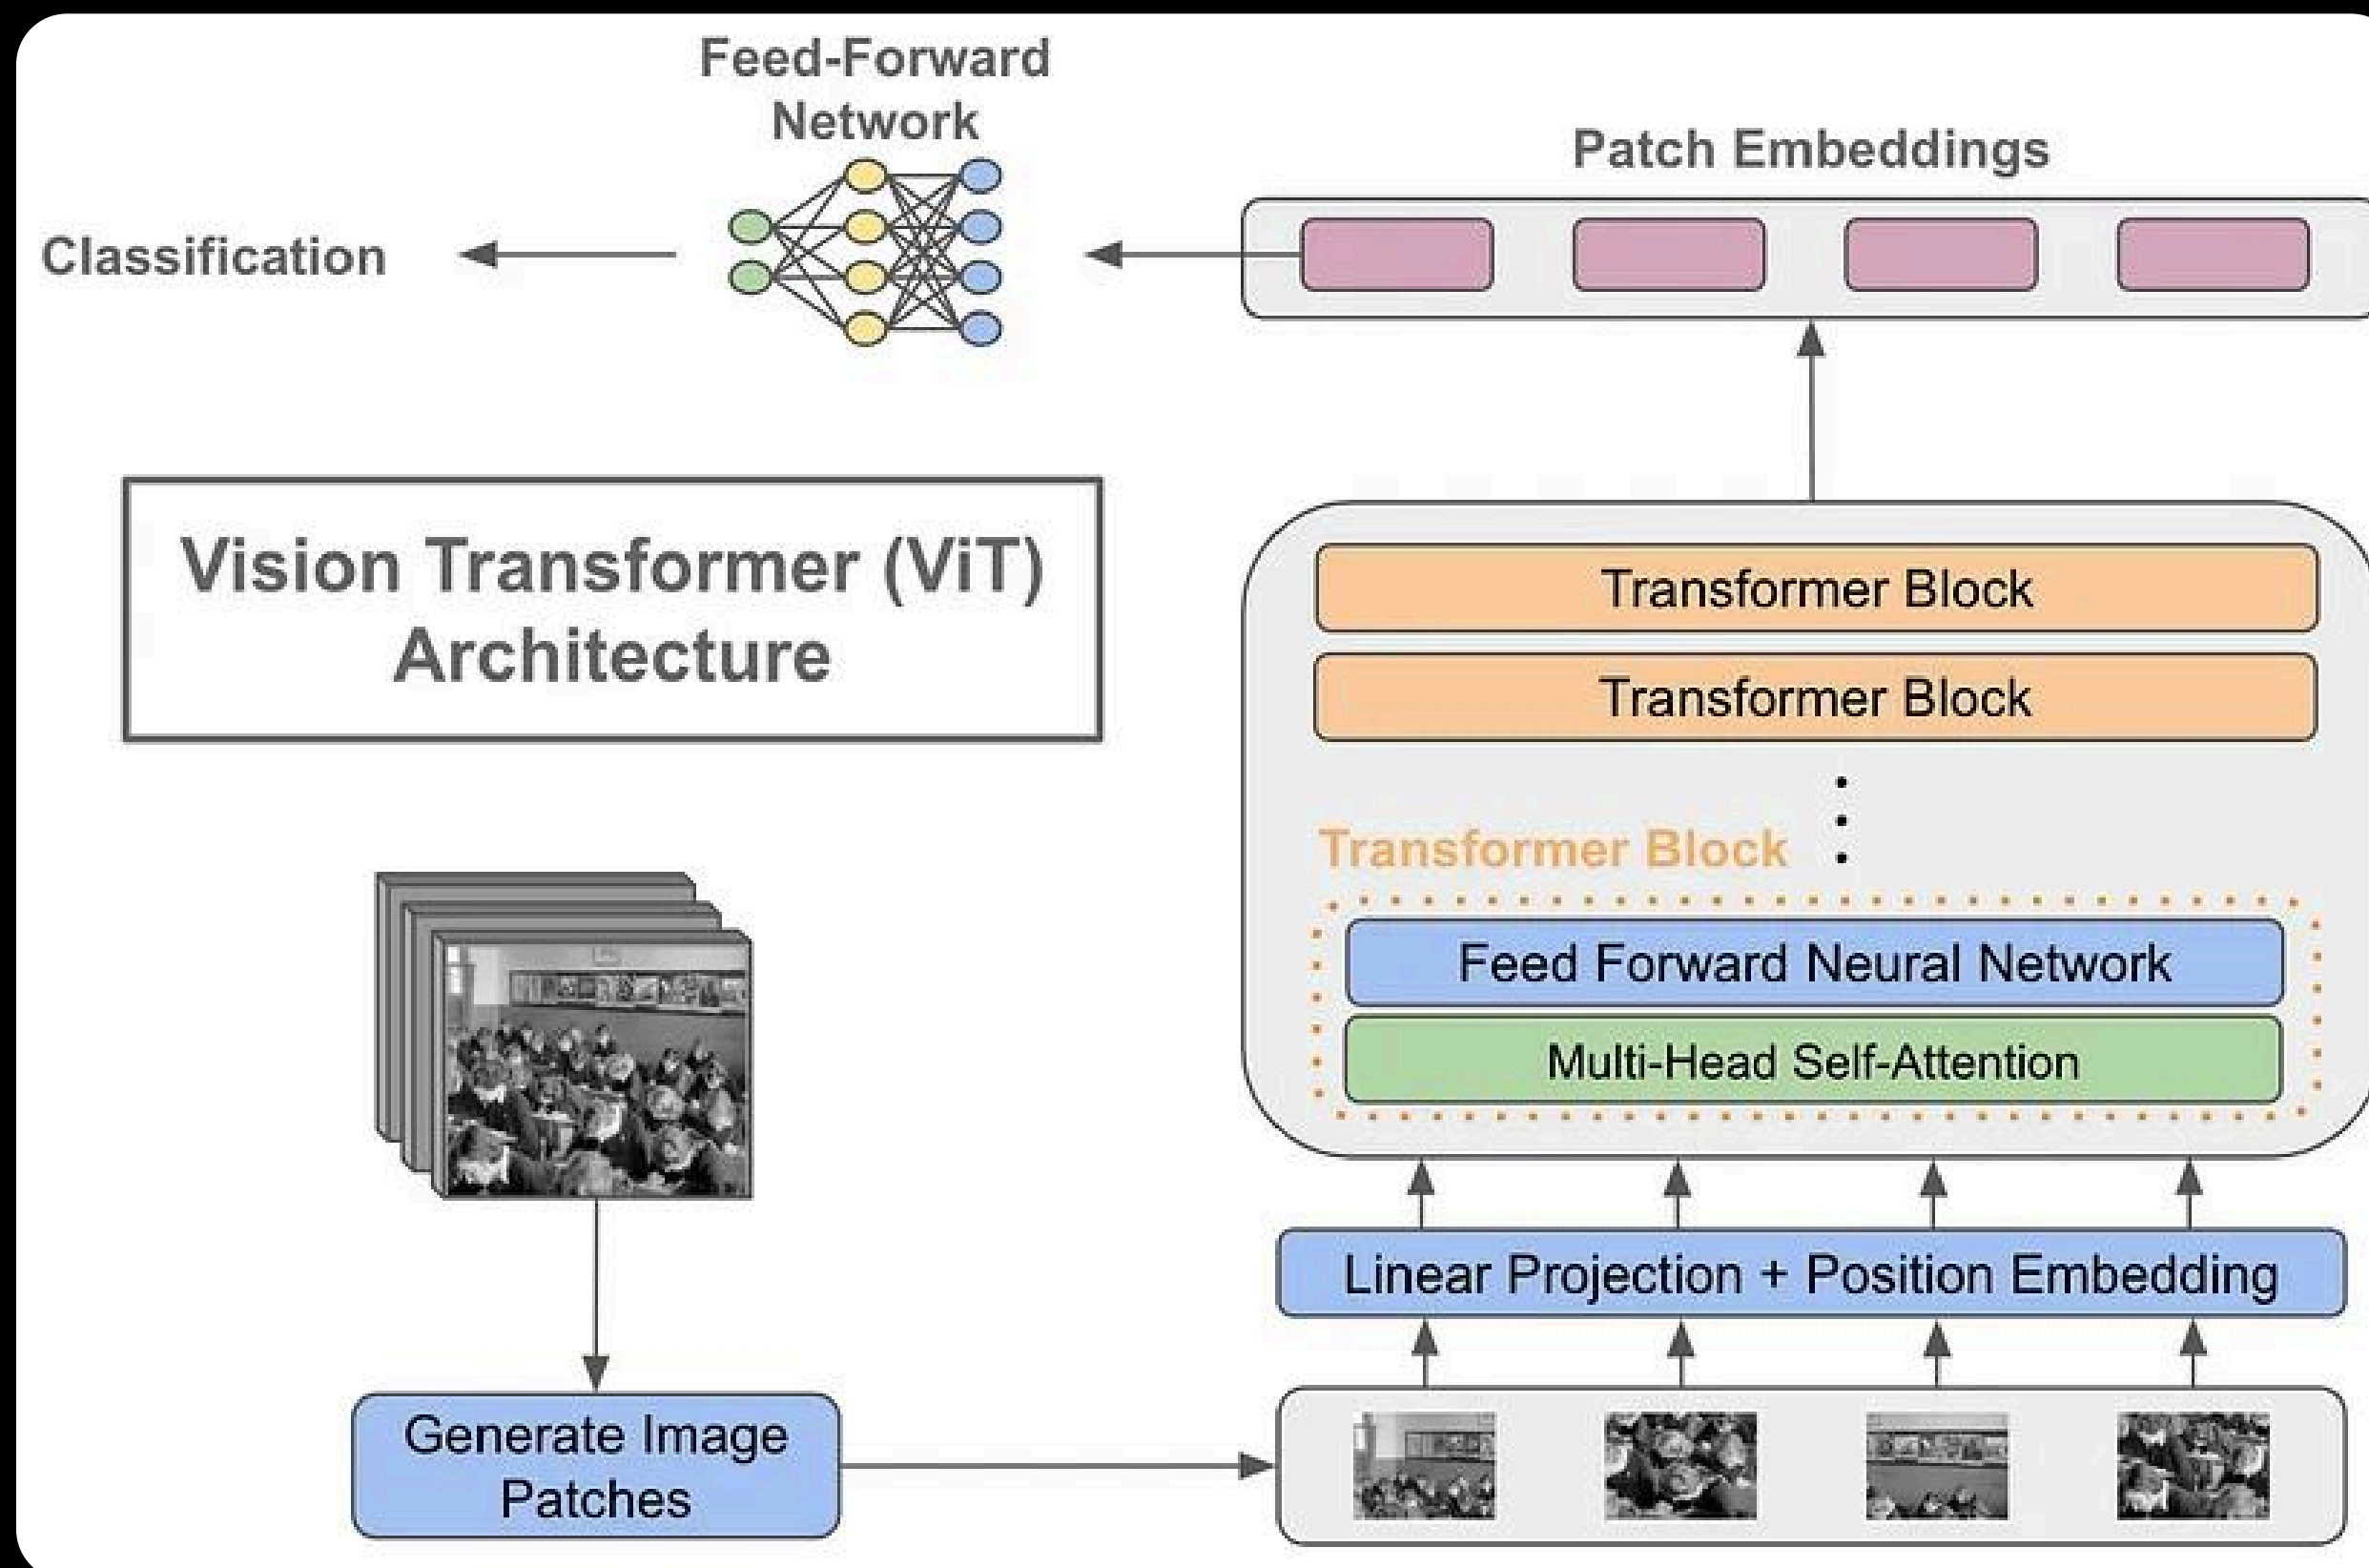 Feed-Forward
Network
Patch Embeddings
Classification
Vision Transformer (ViT)
Architecture
Transformer Block
Transformer Block
Transformer Block
Feed Forward Neural Network
Multi-Head Self-Attention
Linear Projection + Position Embedding
Generate Image
Patches